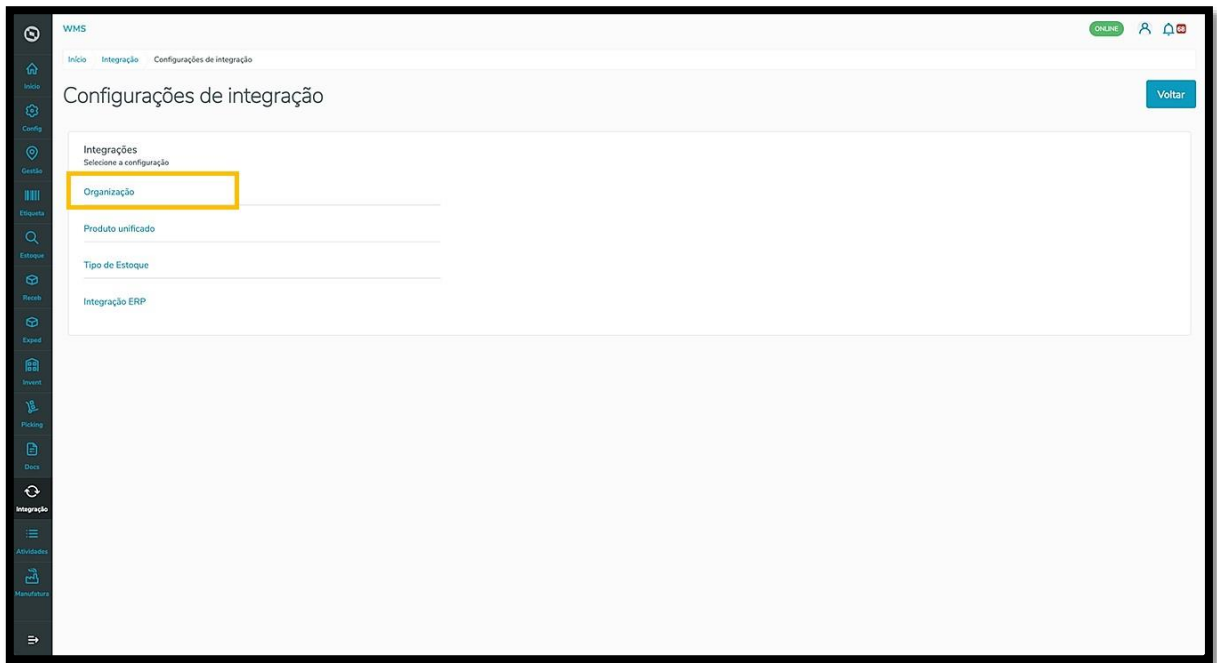 WMS
ONLINE
68
Início Integração Configurações de integração
Configurações de integração
Voltar
Integrações
Selecione a configuração
Organização
Produto unificado
Tipo de Estoque
Integração ERP
Início
Config
Gestão
Etiqueta
Estoque
Receb
Exped
Invent
Picking
Docs
Integração
Atividades
Manufatura